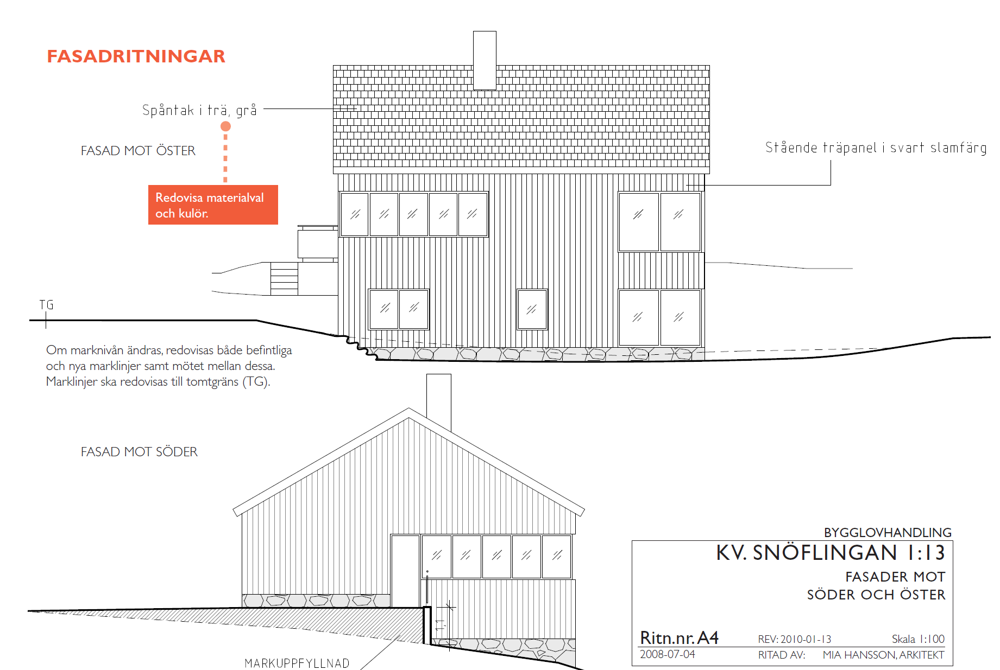 FASADRITNINGAR
Spåntak i trä, grå
FASAD MOT ÖSTER
Stående träpanel i svart slamfärg
Redovisa materialval
och kulör.
TG
Om marknivån ändras, redovisas både befintliga
och nya marklinjer samt mötet mellan dessa.
Marklinjer ska redovisas till tomtgräns (TG).
FASAD MOT SÖDER
1,1
MARKUPPFYLLNAD
BYGGLOVHANDLING
KV. SNÖFLINGAN 1:13
FASADER MOT
SÖDER OCH ÖSTER
Ritn.nr. A4 REV: 2010-01-13 Skala 1:100
2008-07-04 RITAD AV: MIA HANSSON, ARKITEKT